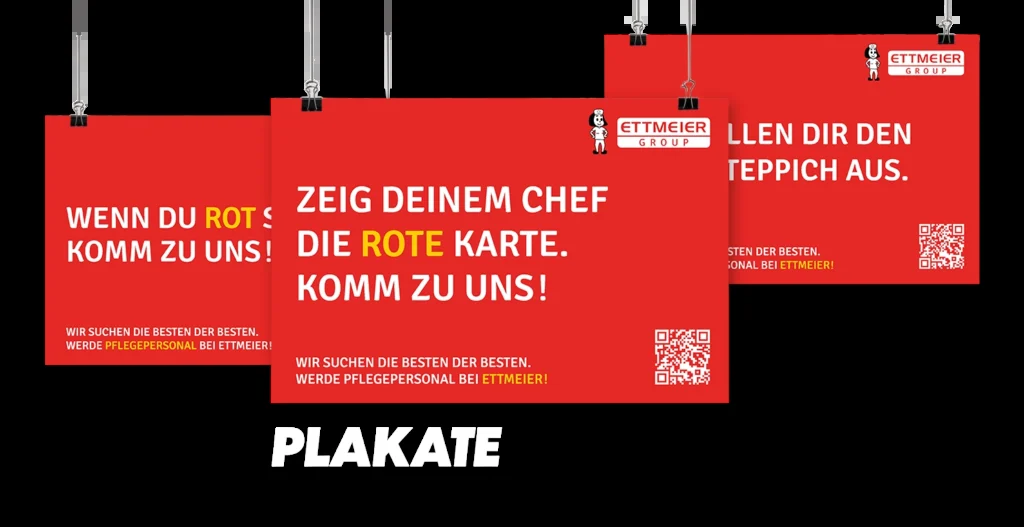 WENN DU ROT
KOMM ZU UNS!
WIR SUCHEN DIE BESTEN DER BESTEN.
WERDE PFLEGEPERSONAL BEI ETTMEIER!
ETTMEIER
GROUP
ZEIG DEINEM CHEF
DIE ROTE KARTE.
KOMM ZU UNS!
WIR SUCHEN DIE BESTEN DER BESTEN.
WERDE PFLEGEPERSONAL BEI ETTMEIER!
ETTMEIER
GROUP
LLEN DIR DEN
TEPPICH AUS.
STEN DER BESTEN.
SONAL BEI ETTMEIER!
PLAKATE